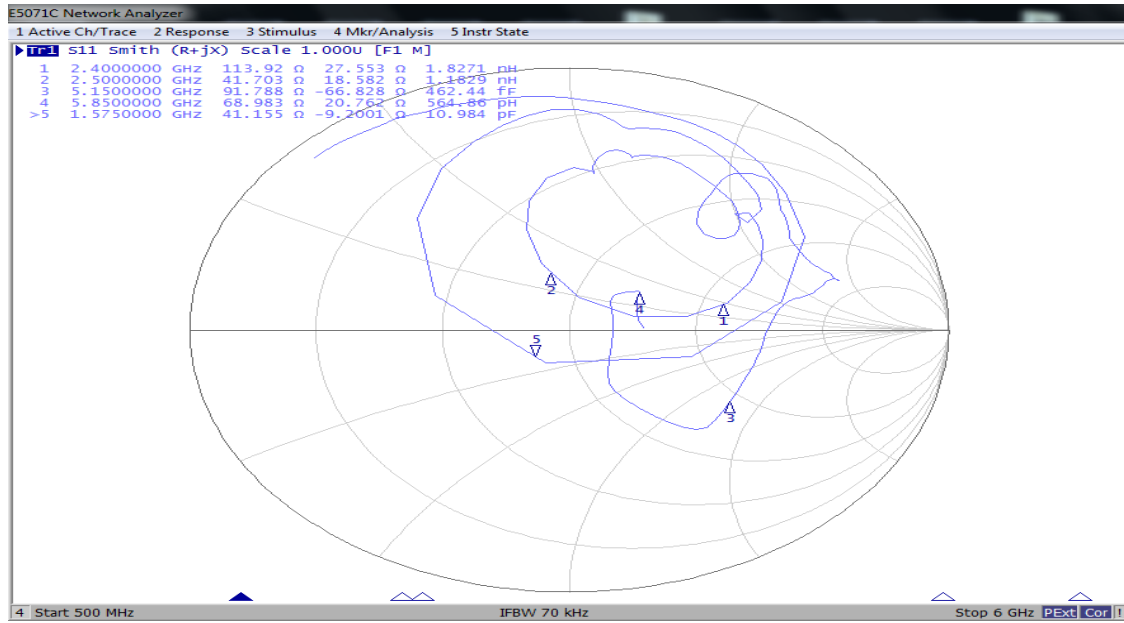 E5071C Network Analyzer
1 Active Ch/Trace 2 Response 3 Stimulus 4 Mkr/Analysis 5 Instr State
Tr1 S11 Smith (R+jX) Scale 1.000U [F1 M]
1 2.4000000 GHz 113.92 Ω 27.553 Ω 1.8271 nH
2 2.5000000 GHz 41.703 Ω 18.582 Ω 1.1829 nH
3 5.1500000 GHz 91.788 Ω -66.828 Ω 462.44 fF
4 5.8500000 GHz 68.983 Ω 20.762 Ω 564.86 pH
>5 1.5750000 GHz 41.155 Ω -9.2001 Ω 10.984 pF
5
2
4
1
3
4 Start 500 MHz IFBW 70 kHz Stop 6 GHz PExt Cor !